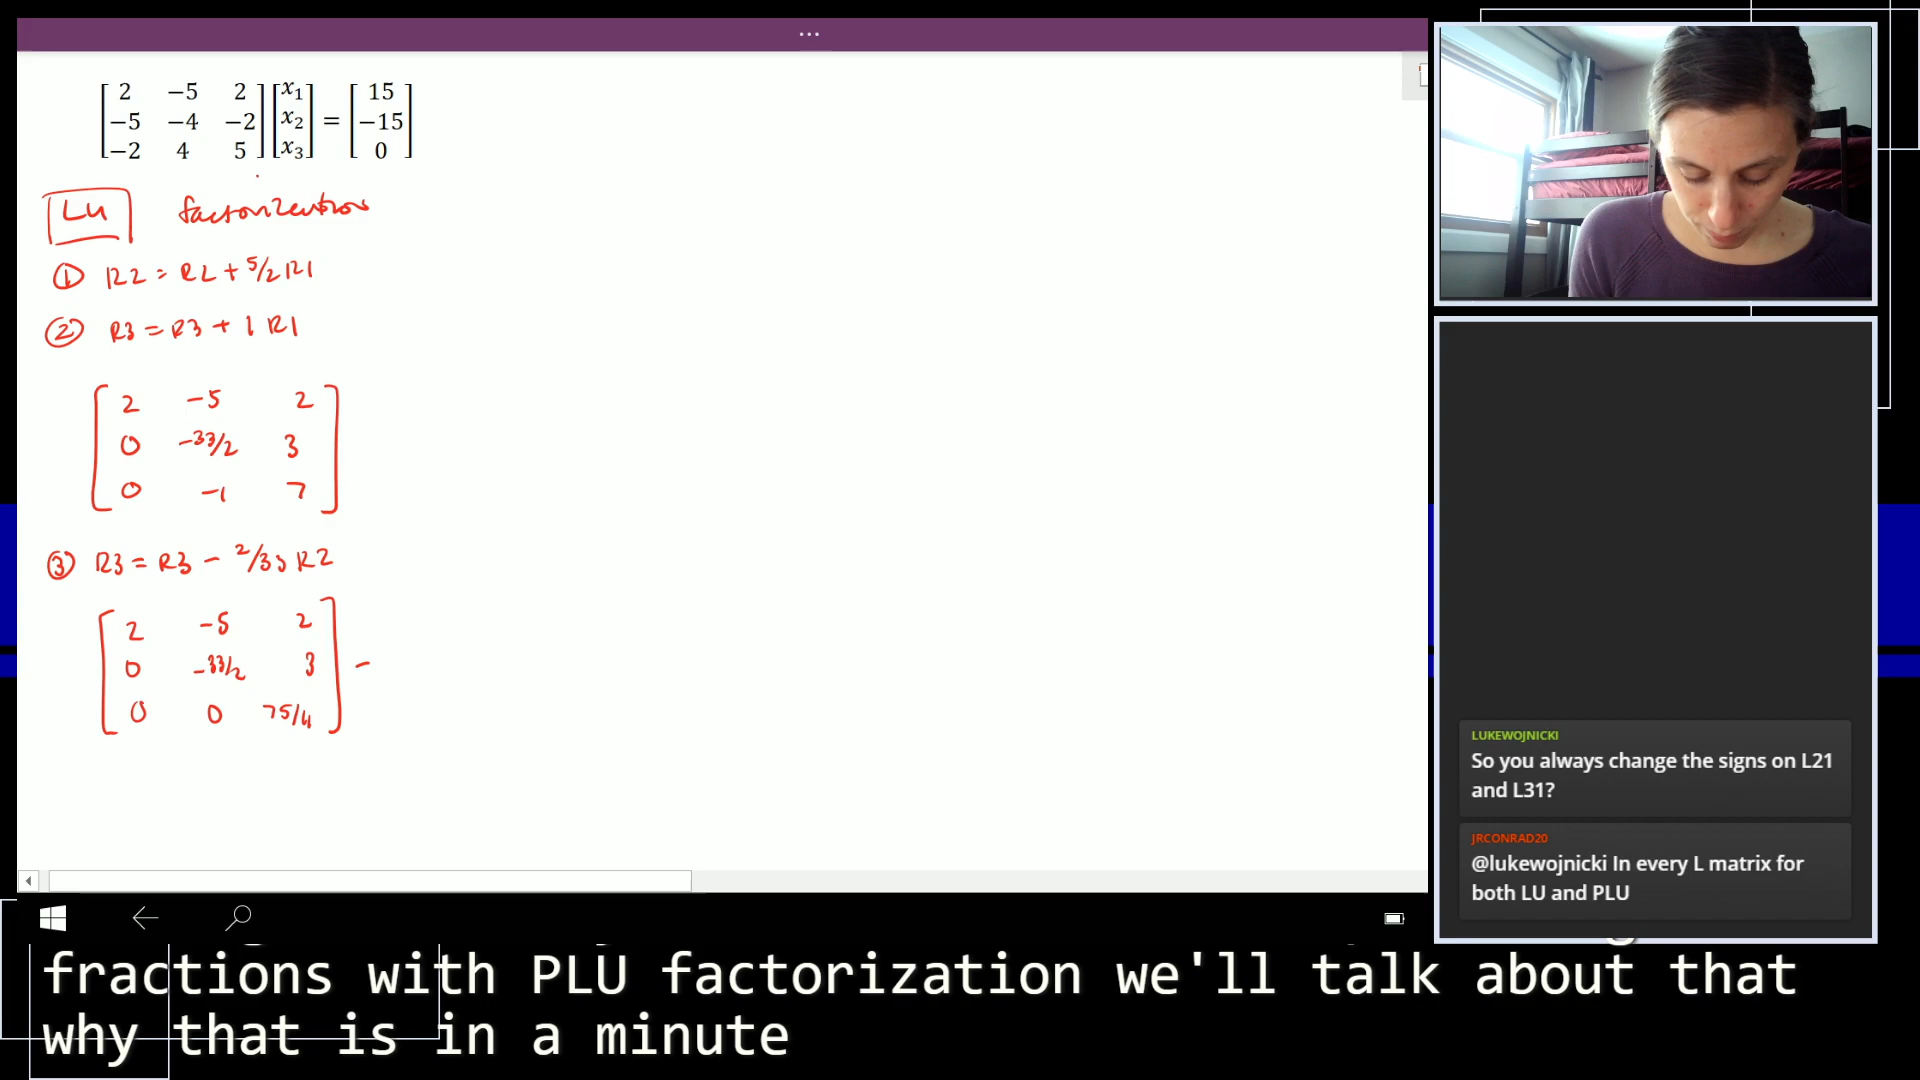 ...
2 −5 2 x₁ 15
−5 −4 −2 x₂ = −15
−2 4 5 x₃ 0
LU factorization
① R2 = R2 + 5/2 R1
② R3 = R3 + 1 R1
2 -5 2
0 -33/2 3
0 -1 7
③ R3 = R3 - 2/33 R2
2 -5 2
0 -33/2 3
0 0 75/11
-
LUKEWOJNICKI
So you always change the signs on L21
and L31?
JRCONRAD20
@lukewojnicki In every L matrix for
both LU and PLU
fractions with PLU factorization we'll talk about that
why that is in a minute